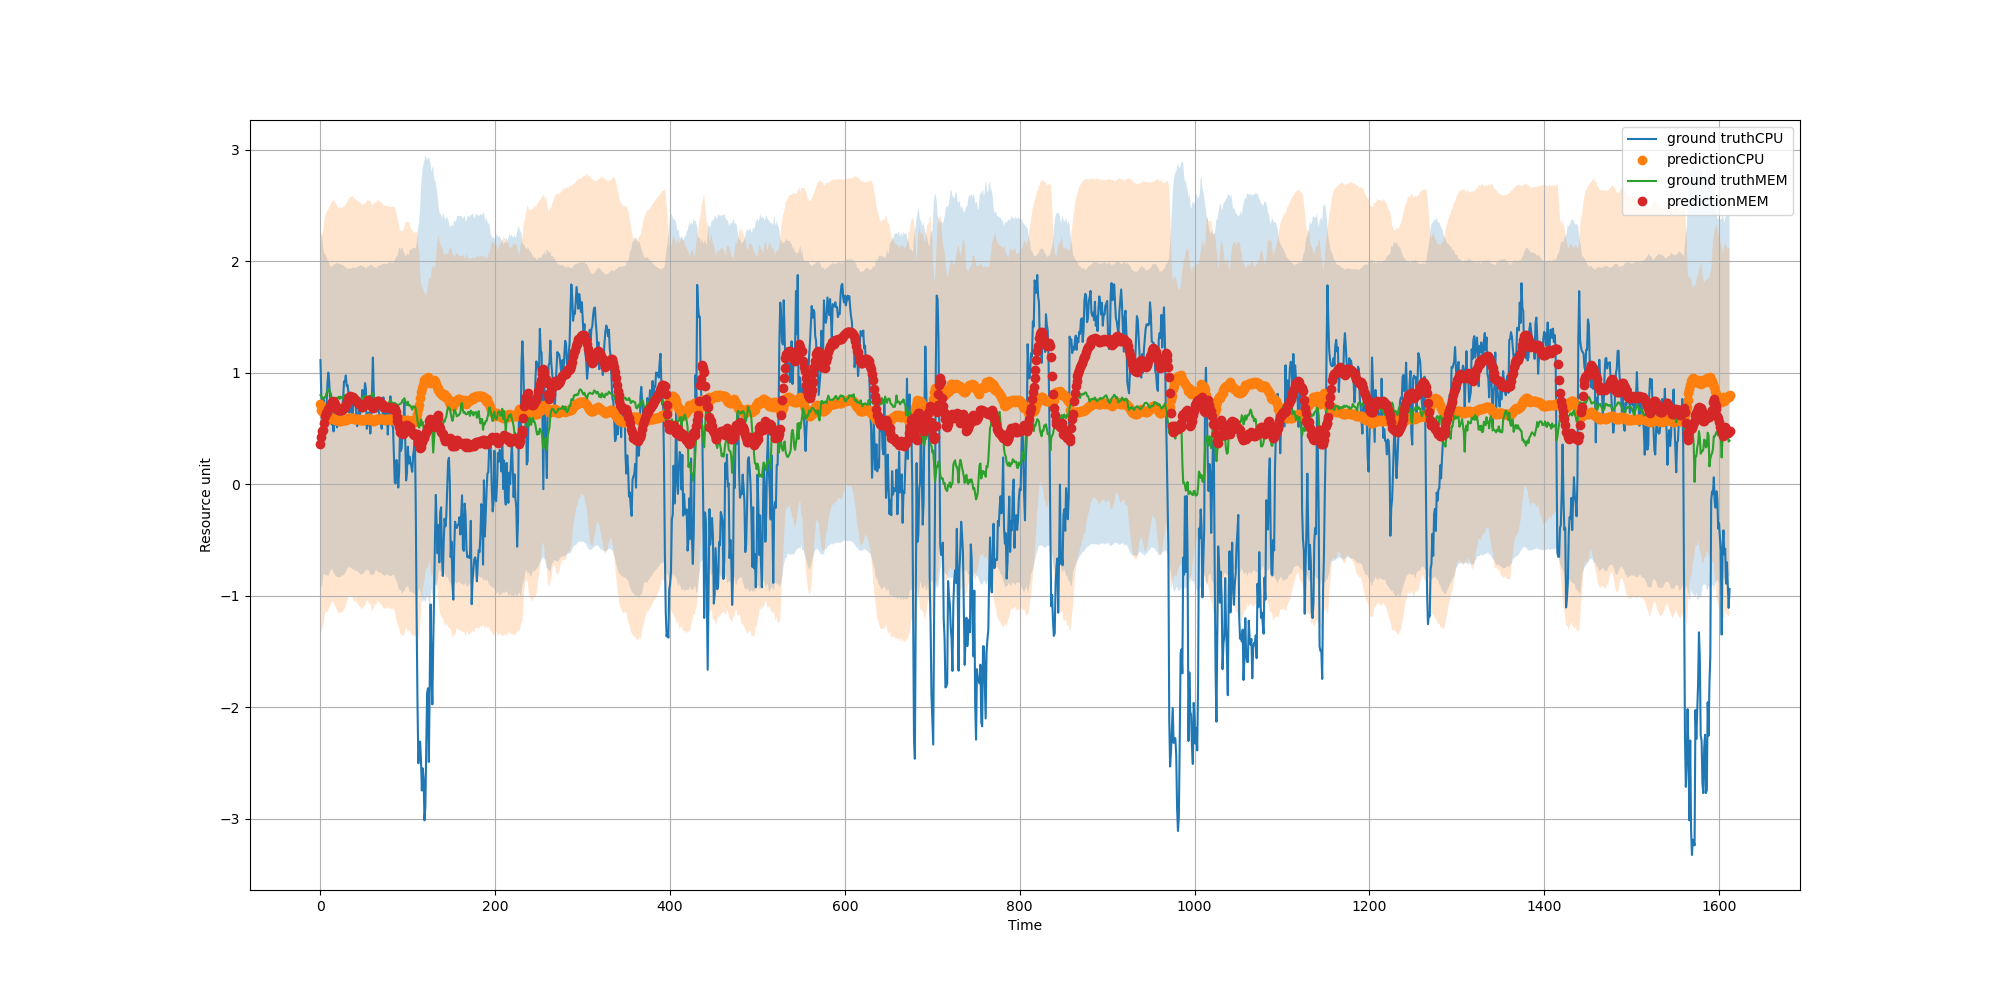 ground truthCPU
predictionCPU
ground truthMEM
predictionMEM
3
2
1
0
−1
−2
−3
Resource unit
0 200 400 600 800 1000 1200 1400 1600
Time